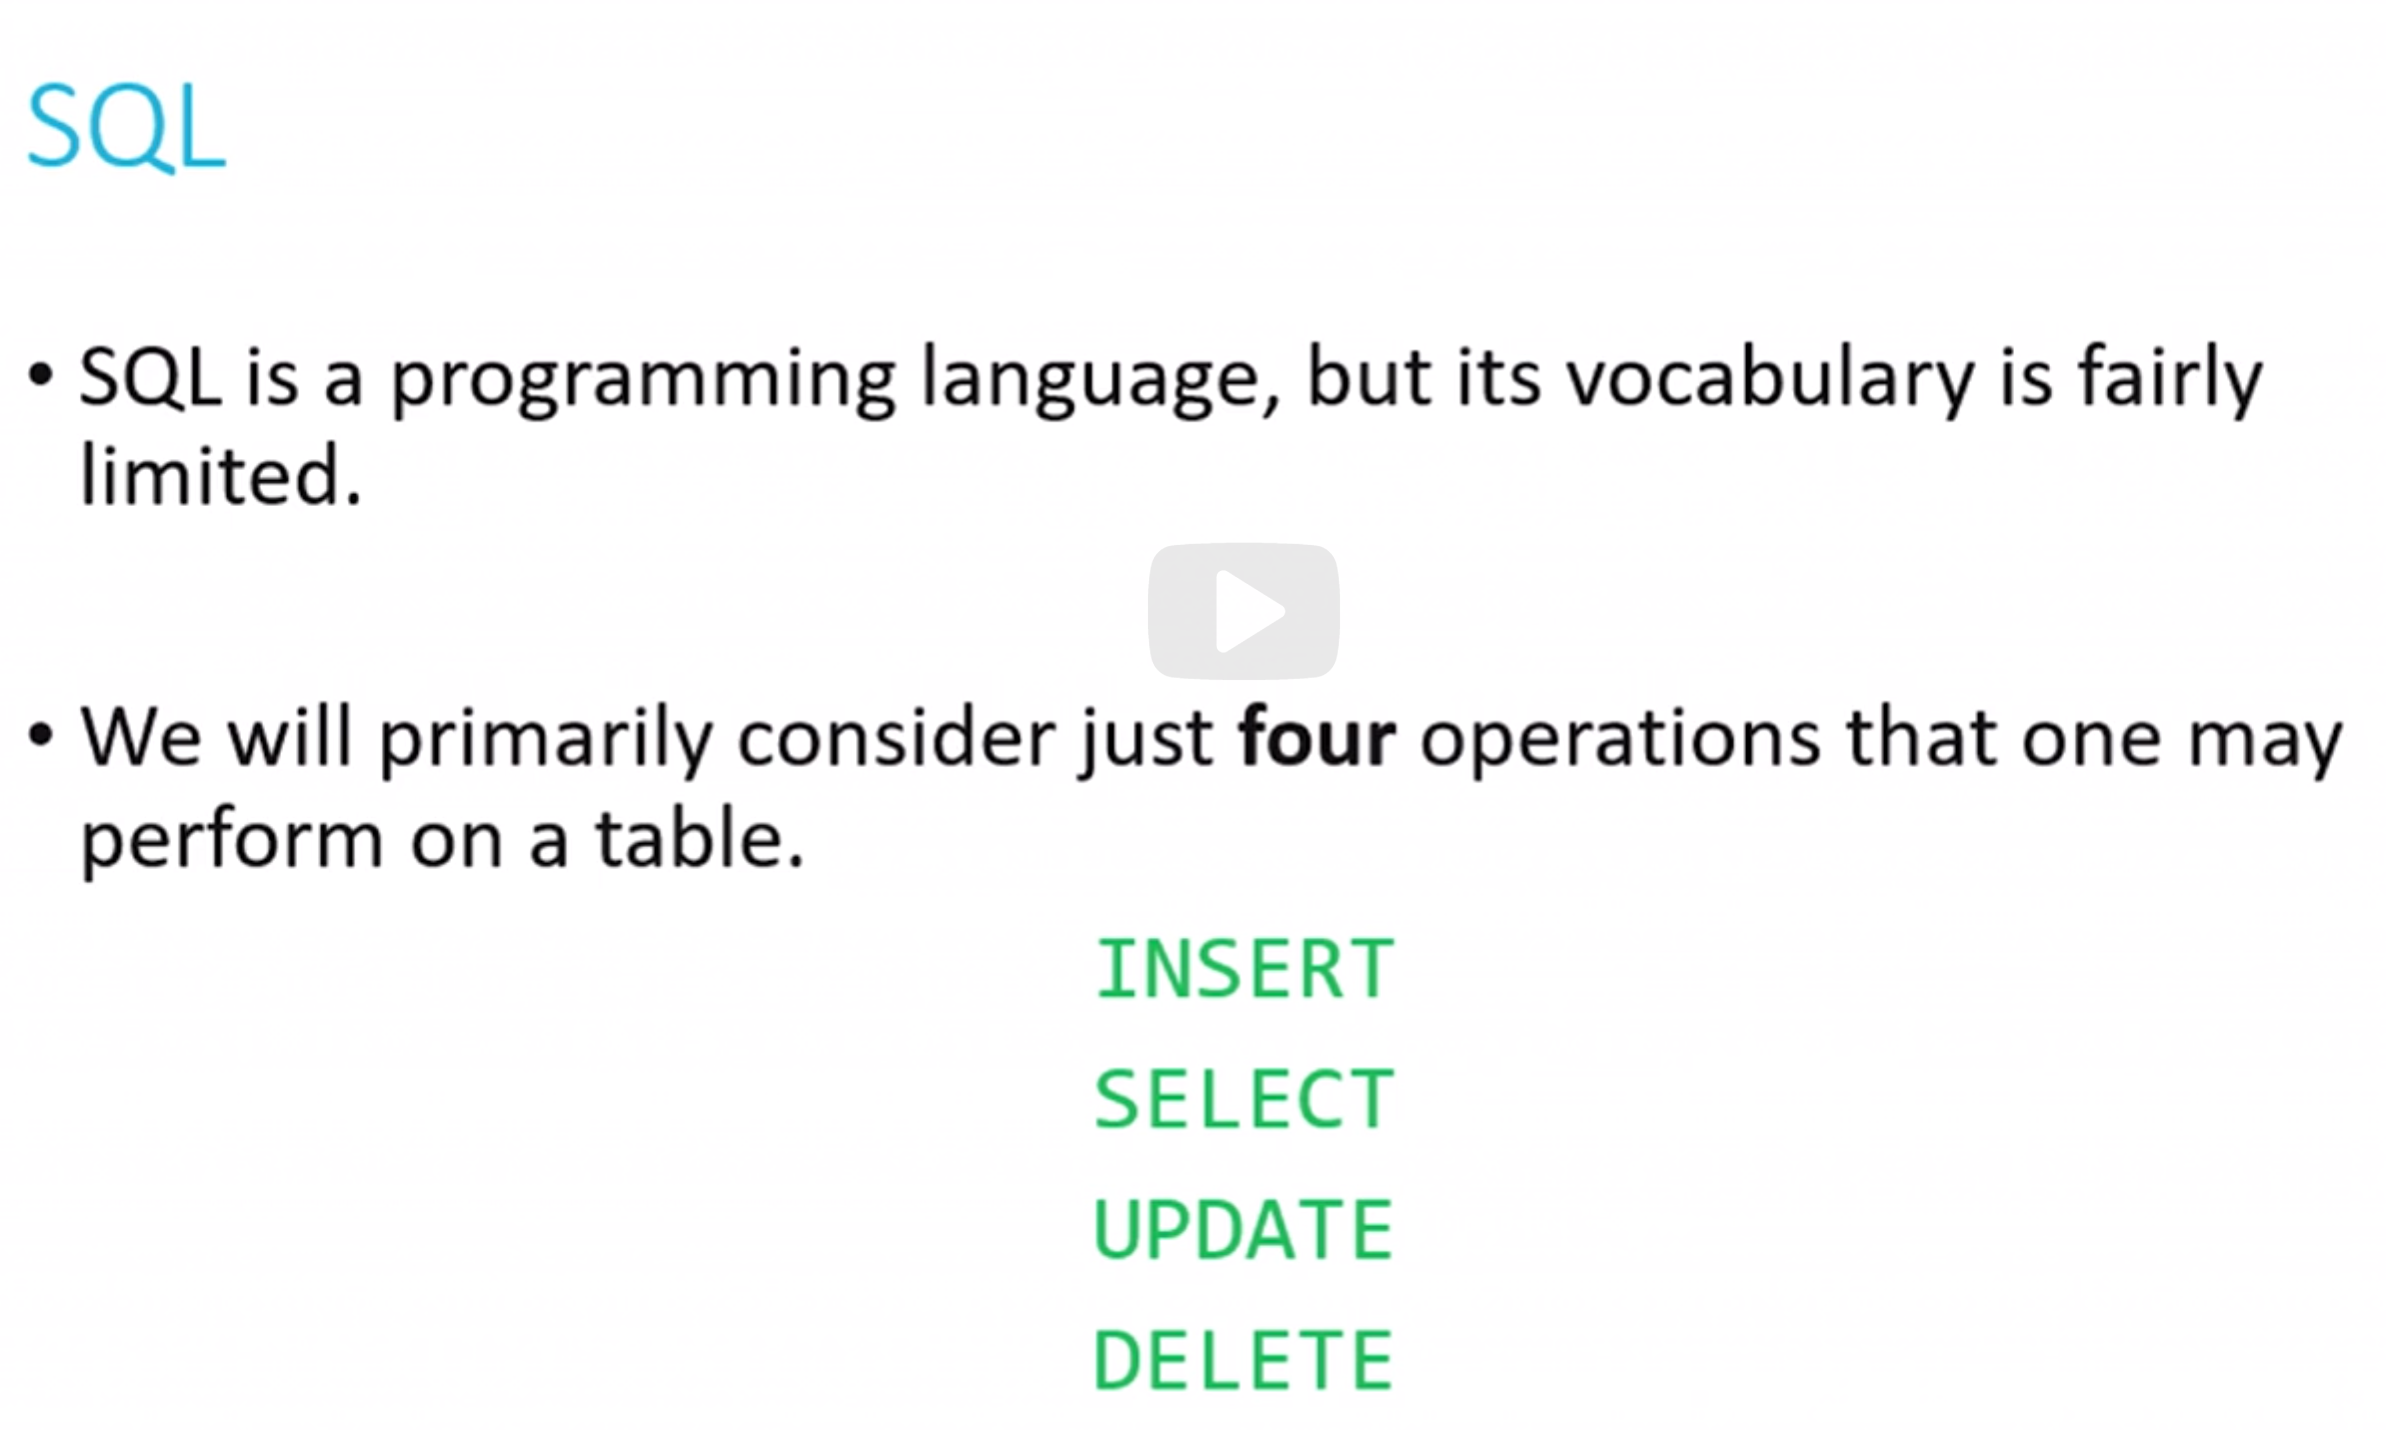 SQL
• SQL is a programming language, but its vocabulary is fairly
limited.
• We will primarily consider just four operations that one may
perform on a table.
INSERT
SELECT
UPDATE
DELETE